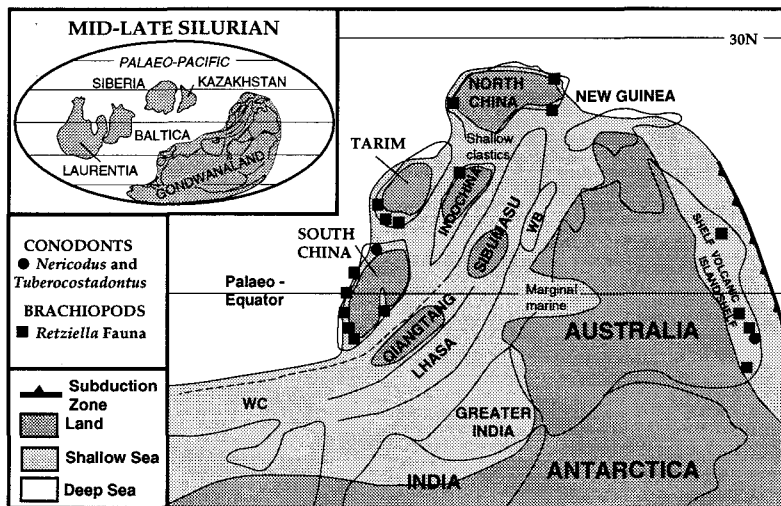 MID-LATE SILURIAN
PALAEO-PACIFIC
SIBERIA
KAZAKHSTAN
BALTICA
LAURENTIA
GONDWANALAND
CONODONTS
Nericodus and
Tuberocostadontus
BRACHIOPODS
Retziella Fauna
Subduction
Zone
Land
Shallow Sea
Deep Sea
30N
NORTH
CHINA
NEW GUINEA
Shallow
clastics
TARIM
INDOCHINA
SIBUMASU
WB
SOUTH
CHINA
Palaeo -
Equator
SHELF
VOLCANIC
ISLAND
SHELF
Marginal
marine
AUSTRALIA
QIANGTANG
LHASA
WC
GREATER
INDIA
INDIA
ANTARCTICA